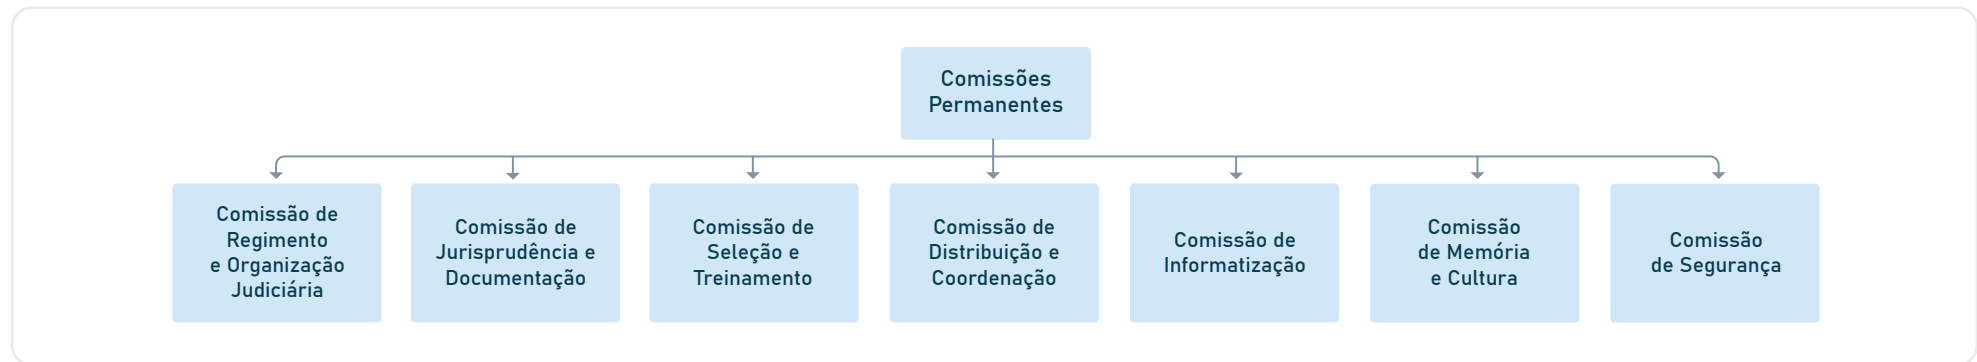 Comissões
Permanentes
Comissão de
Regimento
e Organização
Judiciária
Comissão de
Jurisprudência e
Documentação
Comissão de
Seleção e
Treinamento
Comissão de
Distribuição e
Coordenação
Comissão de
Informatização
Comissão
de Memória
e Cultura
Comissão
de Segurança